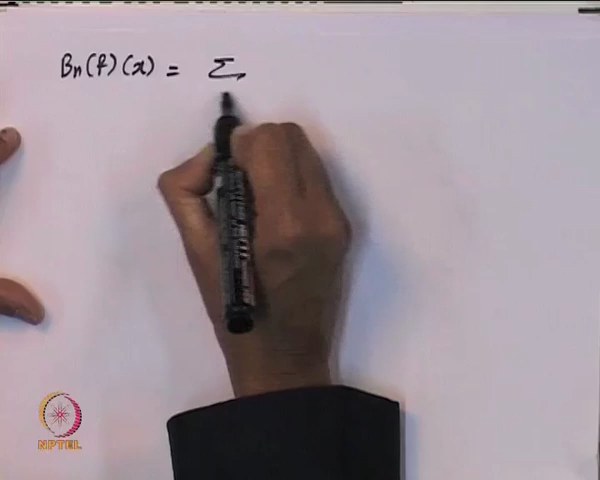 Bn(f)(x) = Σ
NPTEL